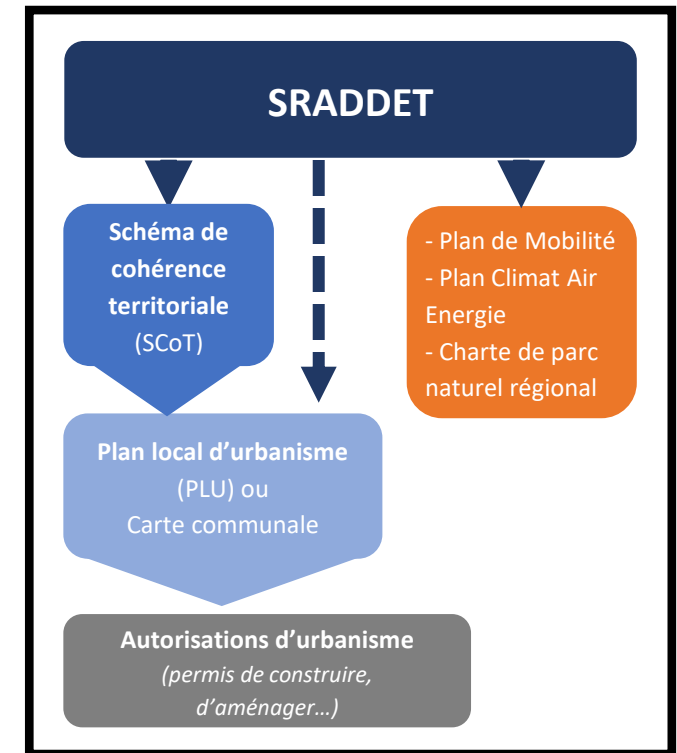 SRADDET
Schéma de
cohérence
territoriale
(SCoT)
- Plan de Mobilité
- Plan Climat Air
Energie
- Charte de parc
naturel régional
Plan local d’urbanisme
(PLU) ou
Carte communale
Autorisations d’urbanisme
(permis de construire,
d’aménager…)